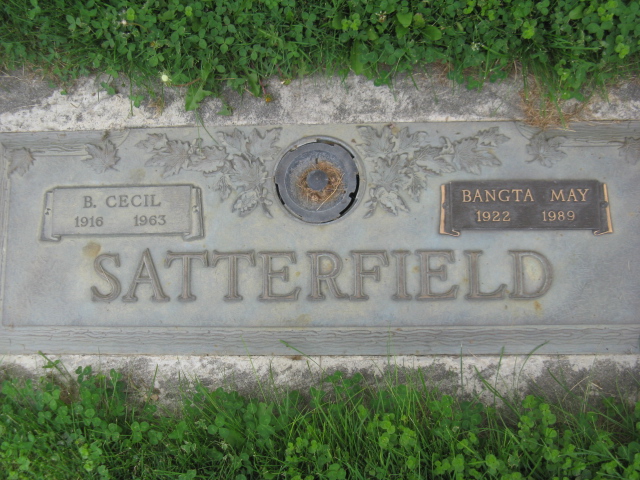 B. CECIL
1916 1963
BANGTA MAY
1922 1989
SATTERFIELD